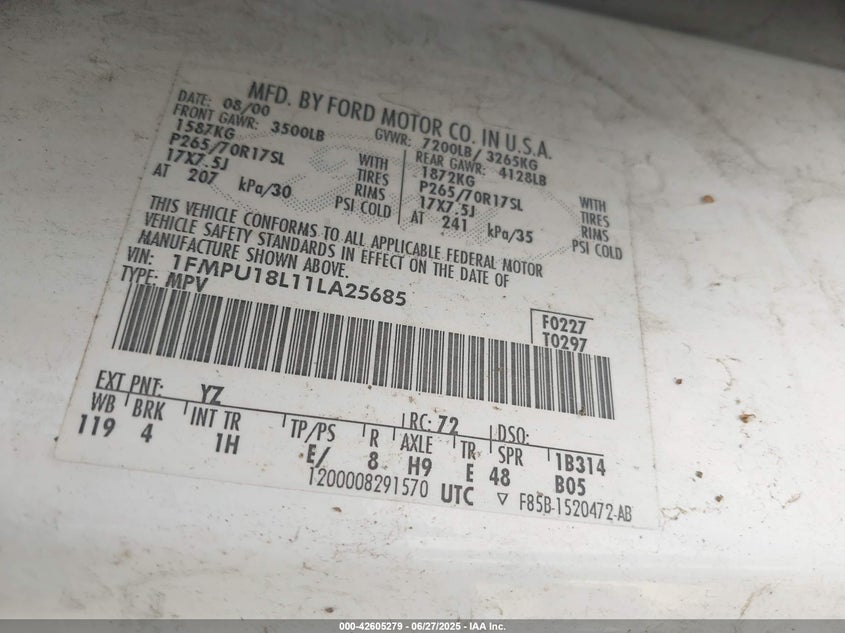 MFD. BY FORD MOTOR CO. IN U.S.A.
DATE: 08/00 GVWR: 7200LB/ 3265KG
FRONT GAWR: 3500LB REAR GAWR: 4128LB
1587KG WITH 1872KG WITH
P265/70R17SL TIRES P265/70R17SL TIRES
17X7.5J RIMS 17X7.5J RIMS
AT 207 kPa/30 PSI COLD AT 241 kPa/35 PSI COLD
THIS VEHICLE CONFORMS TO ALL APPLICABLE FEDERAL MOTOR
VEHICLE SAFETY STANDARDS IN EFFECT ON THE DATE OF
MANUFACTURE SHOWN ABOVE.
VIN: 1FMPU18L11LA25685
TYPE: MPV
F0227
T0297
EXT PNT: YZ RC: 72 DSO:
WB BRK INT TR TP/PS R AXLE TR SPR 1B314
119 4 1H E/ 8 H9 E 48 B05
1200008291570 UTC ▽ F85B-1520472-AB
000-42605279 - 06/27/2025 - IAA Inc.